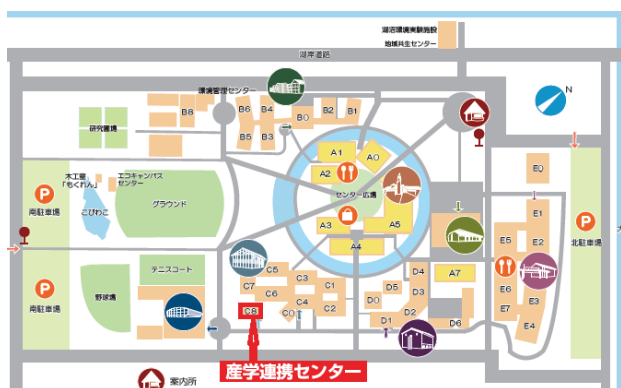 湖沼環境実験施設
地域共生センター
湖岸道路
N
環境管理センター
B8
B6
B4
B0
B2
B1
B5
B3
研究圃場
A1
A0
A2
E0
木工室
「もくれん」
エコキャンパス
センター
センター広場
P
南駐車場
こびわこ
グラウンド
A3
A5
E1
P
北駐車場
A4
E5
E2
テニスコート
C5
D4
A7
P
南駐車場
野球場
C7
C6
C3
C1
D5
D3
E6
C4
C2
D0
E7
E3
C8
C0
D1
D2
D6
E4
案内所
産学連携センター